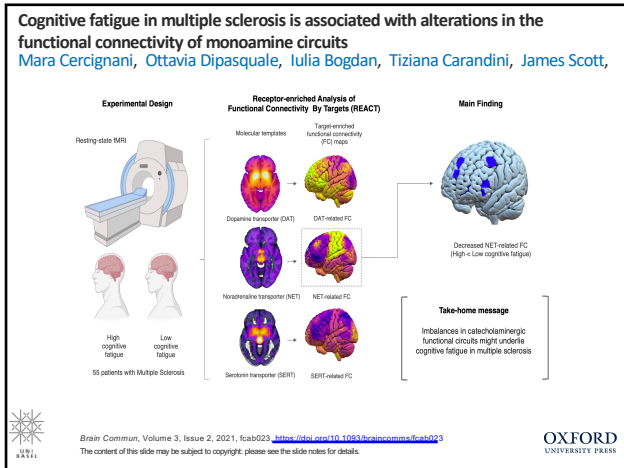 Cognitive fatigue in multiple sclerosis is associated with alterations in the
functional connectivity of monoamine circuits
Mara Cercignani, Ottavia Dipasquale, Iulia Bogdan, Tiziana Carandini, James Scott,
Experimental Design
Resting-state fMRI
High
cognitive
fatigue
Low
cognitive
fatigue
55 patients with Multiple Sclerosis
Receptor-enriched Analysis of
Functional Connectivity By Targets (REACT)
Molecular templates
Target-enriched
functional connectivity
(FC) maps
Dopamine transporter (DAT)
DAT-related FC
Noradrenaline transporter (NET)
NET-related FC
Serotonin transporter (SERT)
SERT-related FC
Main Finding
Decreased NET-related FC
(High < Low cognitive fatigue)
Take-home message
Imbalances in catecholaminergic
functional circuits might underlie
cognitive fatigue in multiple sclerosis
UNI
BASEL
Brain Commun, Volume 3, Issue 2, 2021, fcab023, https://doi.org/10.1093/braincomms/fcab023
The content of this slide may be subject to copyright: please see the slide notes for details.
OXFORD
UNIVERSITY PRESS